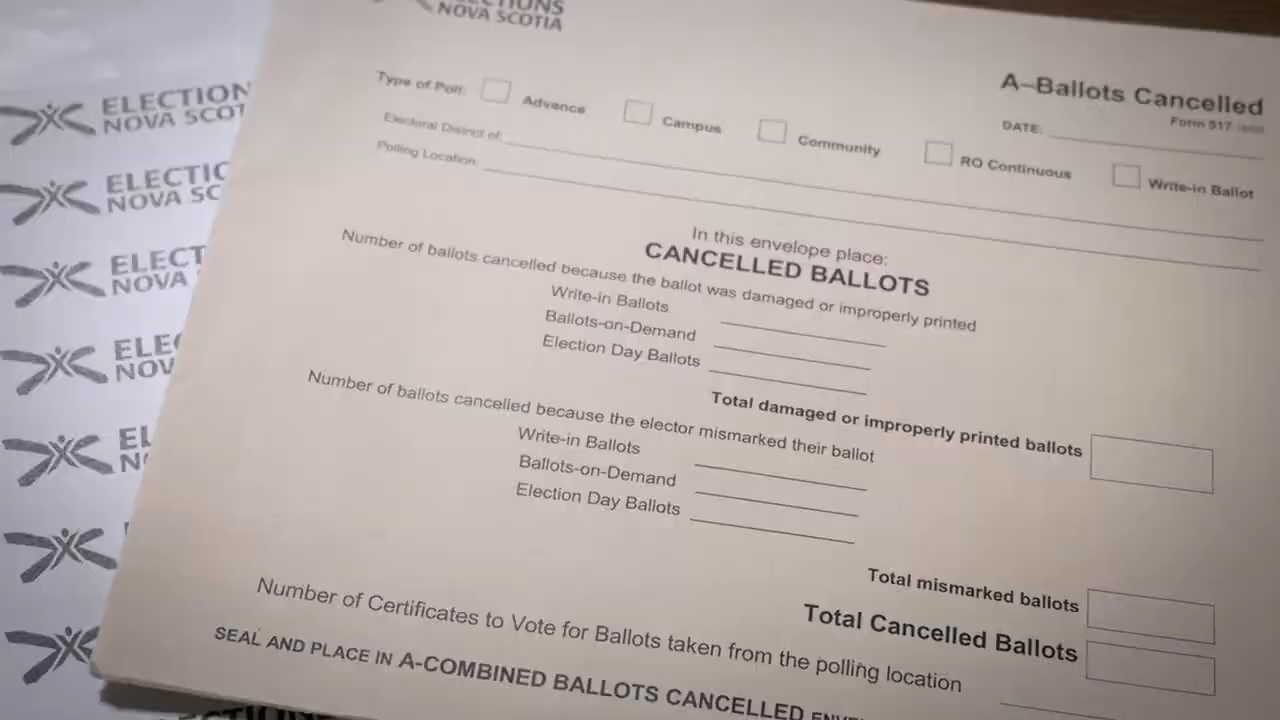 ELECTIONS
NOVA SCOTIA
A–Ballots Cancelled
Form 517
DATE:
Type of Poll: Advance Campus Community RO Continuous Write-in Ballot
Electoral District of:
Polling Location:
In this envelope place:
CANCELLED BALLOTS
Number of ballots cancelled because the ballot was damaged or improperly printed
Write-in Ballots
Ballots-on-Demand
Election Day Ballots
Total damaged or improperly printed ballots
Number of ballots cancelled because the elector mismarked their ballot
Write-in Ballots
Ballots-on-Demand
Election Day Ballots
Total mismarked ballots
Total Cancelled Ballots
Number of Certificates to Vote for Ballots taken from the polling location
SEAL AND PLACE IN A-COMBINED BALLOTS CANCELLED
ELECTION
NOVA SCOT
ELECTIC
NOVA SC
ELECT
NOVA
ELE
NOV
EL
N
ELECTIONS